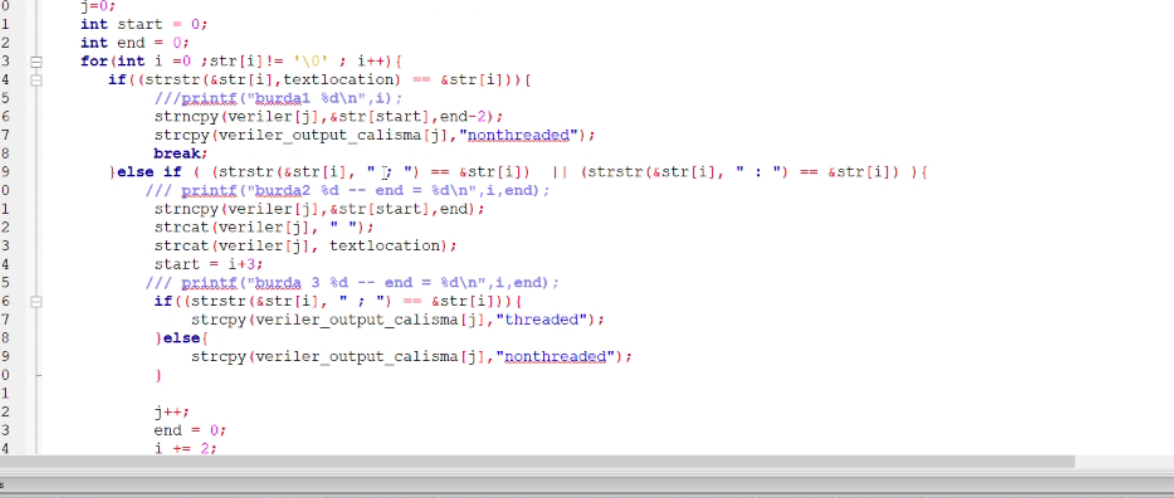 0 j=0;
1 int start = 0;
2 int end = 0;
3 for(int i =0 ;str[i]!= '\0' ; i++){
4 if((strstr(&str[i],textlocation) == &str[i])){
5 ///printf("burda1 %d\n",i);
6 strncpy(veriler[j],&str[start],end-2);
7 strcpy(veriler_output_calisma[j],"nonthreaded");
8 break;
9 }else if ( (strstr(&str[i], " ; ") == &str[i]) || (strstr(&str[i], " : ") == &str[i]) ){
0 /// printf("burda2 %d -- end = %d\n",i,end);
1 strncpy(veriler[j],&str[start],end);
2 strcat(veriler[j], " ");
3 strcat(veriler[j], textlocation);
4 start = i+3;
5 /// printf("burda 3 %d -- end = %d\n",i,end);
6 if((strstr(&str[i], " ; ") == &str[i])){
7 strcpy(veriler_output_calisma[j],"threaded");
8 }else{
9 strcpy(veriler_output_calisma[j],"nonthreaded");
0 }
1
2 j++;
3 end = 0;
4 i += 2;
s